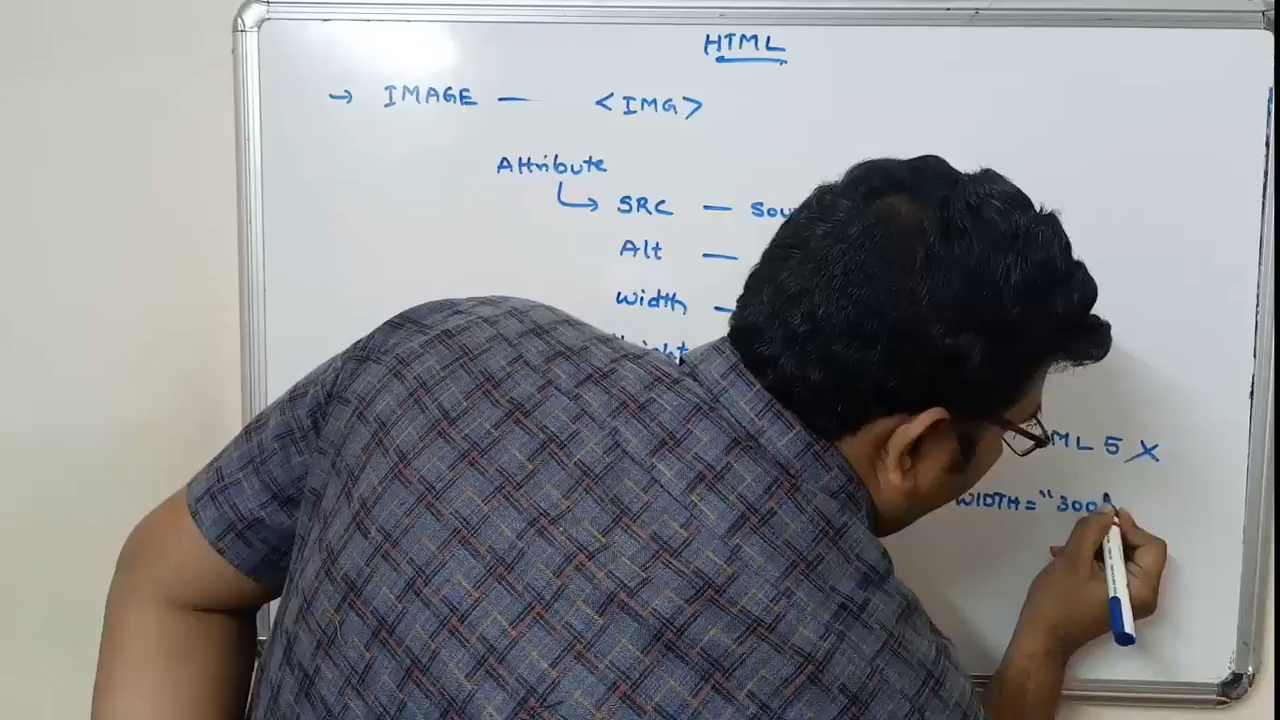 HTML
→ IMAGE — <IMG>
Attribute
↳ SRC — Sou
Alt —
Width —
ML 5 X
WIDTH = "300"